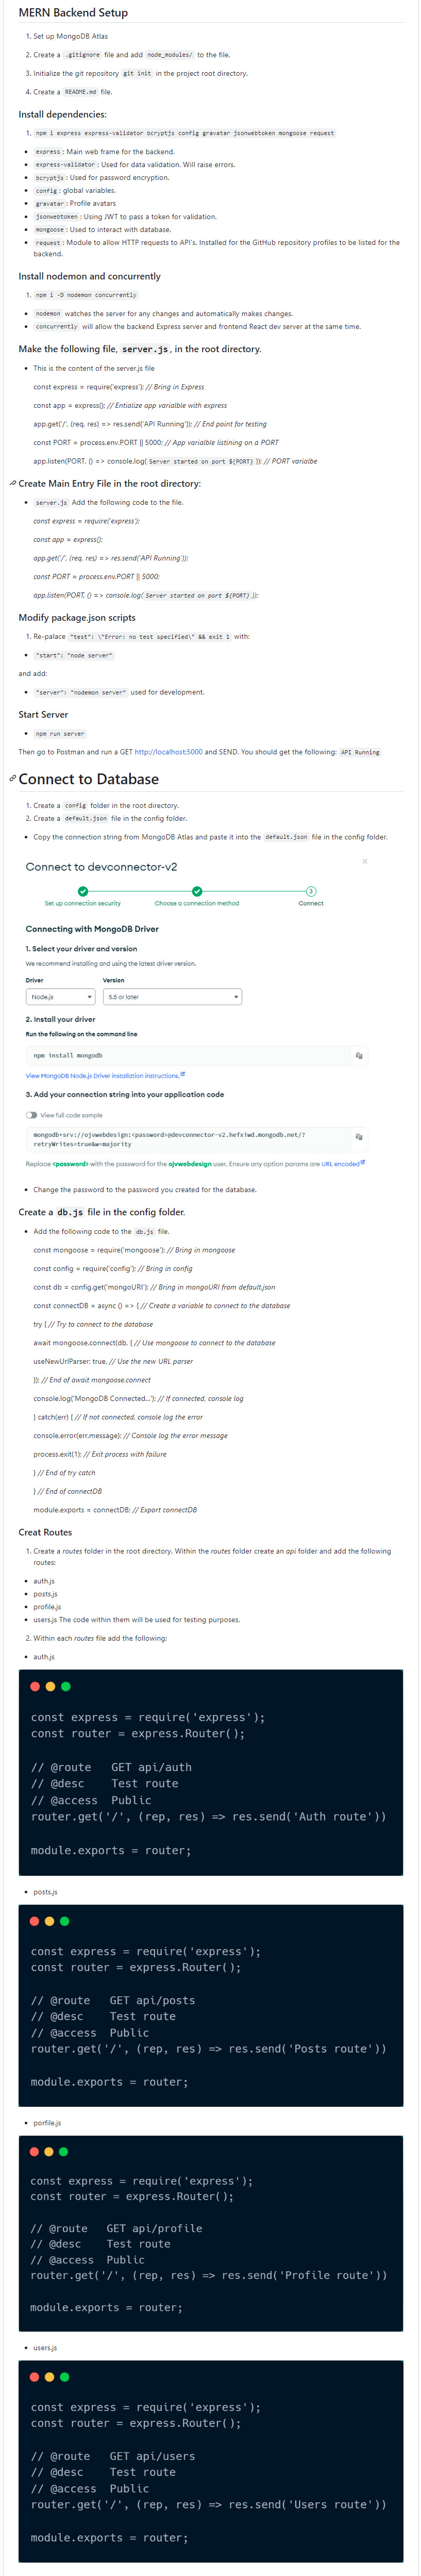 MERN Backend Setup
1. Set up MongoDB Atlas
2. Create a .gitignore file and add node_modules/ to the file.
3. Initialize the git repository git init in the project root directory.
4. Create a README.md file.
Install dependencies:
1. npm i express express-validator bcryptjs config gravatar jsonwebtoken mongoose request
• express : Main web frame for the backend.
• express-validator : Used for data validation. Will raise errors.
• bcryptjs : Used for password encryption.
• config : global variables.
• gravatar : Profile avatars
• jsonwebtoken : Using JWT to pass a token for validation.
• mongoose : Used to interact with database.
• request : Module to allow HTTP requests to API's. Installed for the GitHub repository profiles to be listed for the
backend.
Install nodemon and concurrently
1. npm i -D nodemon concurrently
• nodemon watches the server for any changes and automatically makes changes.
• concurrently will allow the backend Express server and frontend React dev server at the same time.
Make the following file, server.js, in the root directory.
• This is the content of the server.js file
const express = require('express'); // Bring in Express
const app = express(); // Entialize app varialble with express
app.get('/', (req, res) => res.send('API Running')); // End point for testing
const PORT = process.env.PORT || 5000; // App varialble listining on a PORT
app.listen(PORT, () => console.log( Server started on port ${PORT} )); // PORT varialbe
Create Main Entry File in the root directory:
• server.js Add the following code to the file.
const express = require('express');
const app = express();
app.get('/', (req, res) => res.send('API Running'));
const PORT = process.env.PORT || 5000;
app.listen(PORT, () => console.log( Server started on port ${PORT} ));
Modify package.json scripts
1. Re-palace "test": \"Error: no test specified\" && exit 1 with:
• "start": "node server"
and add:
• "server": "nodemon server" used for development.
Start Server
• npm run server
Then go to Postman and run a GET http://localhost:5000 and SEND. You should get the following: API Running
Connect to Database
1. Create a config folder in the root directory.
2. Create a default.json file in the config folder.
• Copy the connection string from MongoDB Atlas and paste it into the default.json file in the config folder.
Connect to devconnector-v2
Set up connection security
Choose a connection method
3
Connect
Connecting with MongoDB Driver
1. Select your driver and version
We recommend installing and using the latest driver version.
Driver
Version
Node.js
5.5 or later
2. Install your driver
Run the following on the command line
npm install mongodb
View MongoDB Node.js Driver installation instructions.
3. Add your connection string into your application code
View full code sample
mongodb+srv://ojvwebdesign:<password>@devconnector-v2.hefxiwd.mongodb.net/?
retryWrites=true&w=majority
Replace <password> with the password for the ojvwebdesign user. Ensure any option params are URL encoded
• Change the password to the password you created for the database.
Create a db.js file in the config folder.
• Add the following code to the db.js file.
const mongoose = require('mongoose'); // Bring in mongoose
const config = require('config'); // Bring in config
const db = config.get('mongoURI'); // Bring in mongoURI from default.json
const connectDB = async () => { // Create a variable to connect to the database
try { // Try to connect to the database
await mongoose.connect(db, { // Use mongoose to connect to the database
useNewUrlParser: true, // Use the new URL parser
}); // End of await mongoose.connect
console.log('MongoDB Connected...'); // If connected, console log
} catch(err) { // If not connected, console log the error
console.error(err.message); // Console log the error message
process.exit(1); // Exit process with failure
} // End of try catch
} // End of connectDB
module.exports = connectDB; // Export connectDB
Creat Routes
1. Create a routes folder in the root directory. Within the routes folder create an api folder and add the following
routes:
• auth.js
• posts.js
• profile.js
• users.js The code within them will be used for testing purposes.
2. Within each routes file add the following:
• auth.js
const express = require('express');
const router = express.Router();
// @route GET api/auth
// @desc Test route
// @access Public
router.get('/', (rep, res) => res.send('Auth route'))
module.exports = router;
• posts.js
const express = require('express');
const router = express.Router();
// @route GET api/posts
// @desc Test route
// @access Public
router.get('/', (rep, res) => res.send('Posts route'))
module.exports = router;
• porfile.js
const express = require('express');
const router = express.Router();
// @route GET api/profile
// @desc Test route
// @access Public
router.get('/', (rep, res) => res.send('Profile route'))
module.exports = router;
• users.js
const express = require('express');
const router = express.Router();
// @route GET api/users
// @desc Test route
// @access Public
router.get('/', (rep, res) => res.send('Users route'))
module.exports = router;